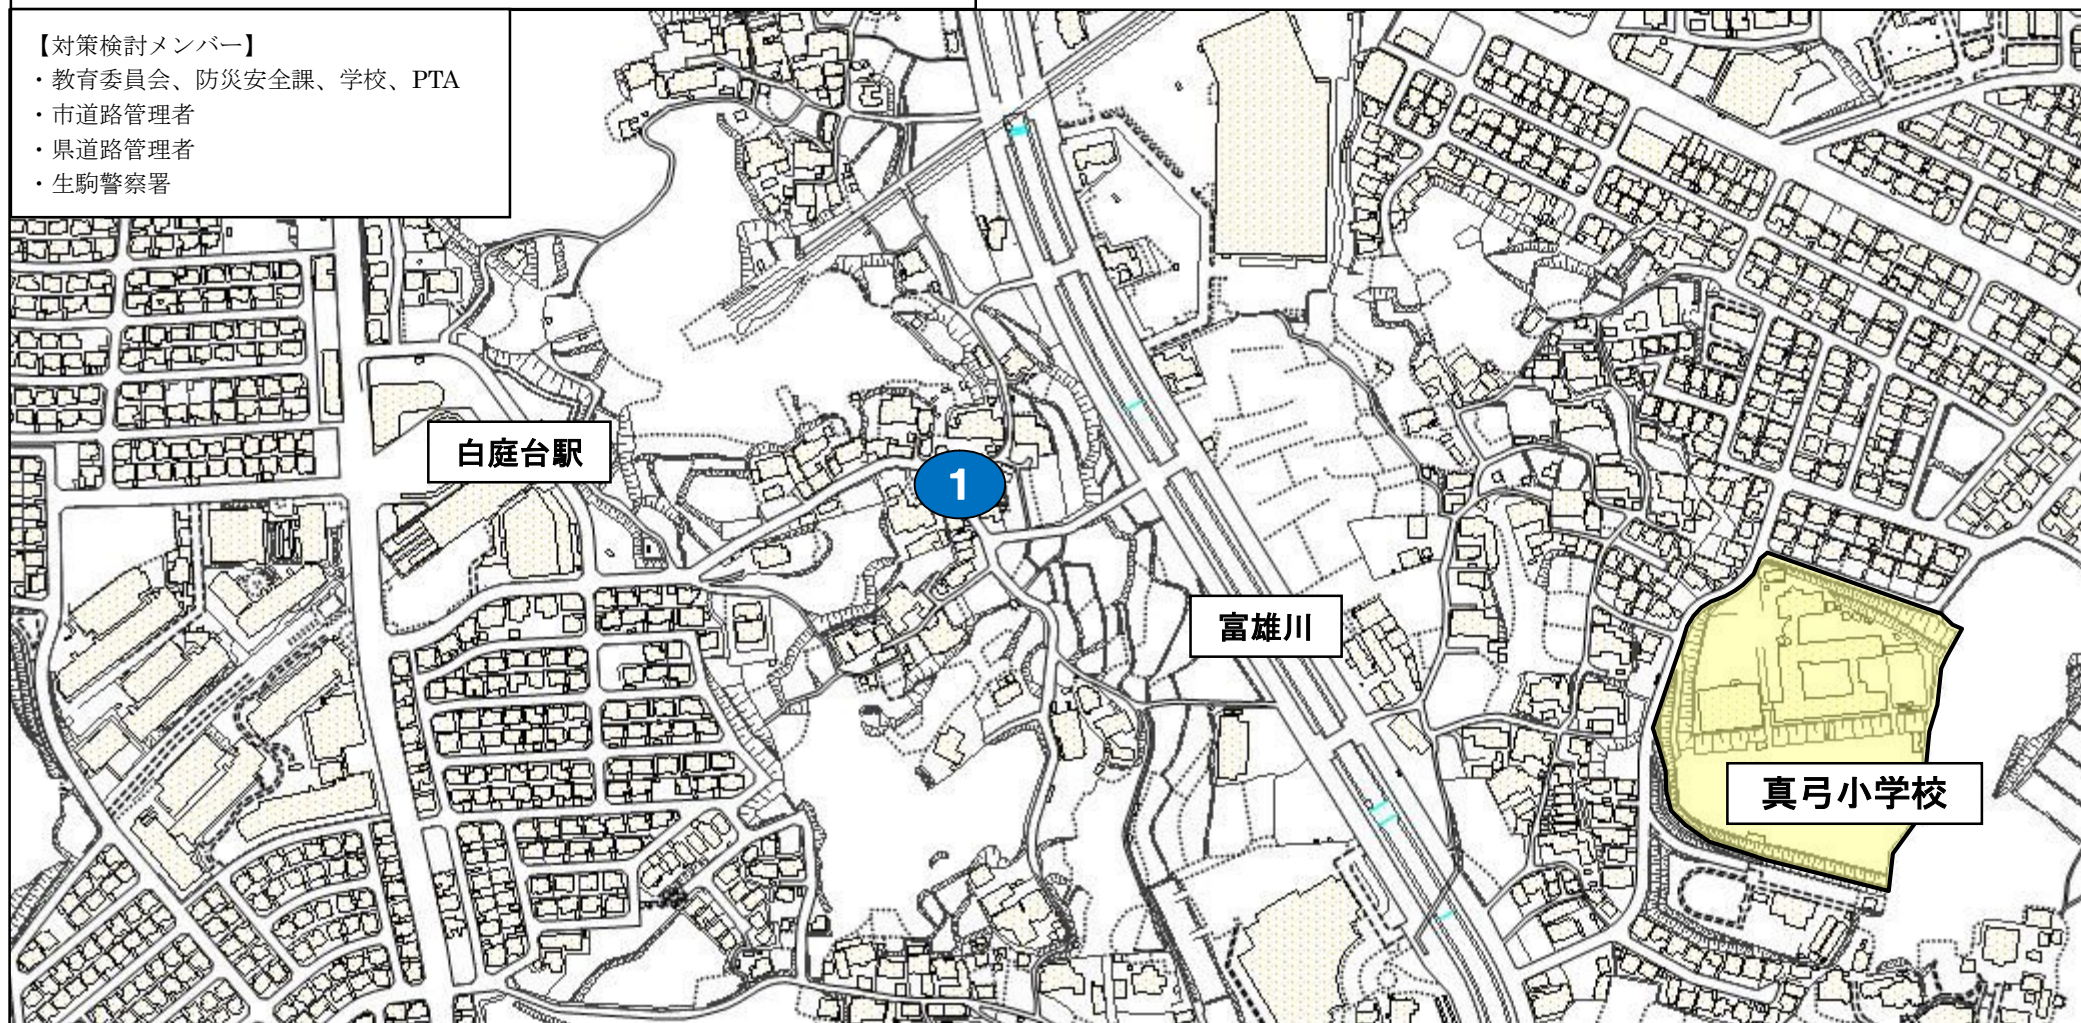 【対策検討メンバー】
・教育委員会、防災安全課、学校、PTA
・市道路管理者
・県道路管理者
・生駒警察署
白庭台駅
1
富雄川
真弓小学校